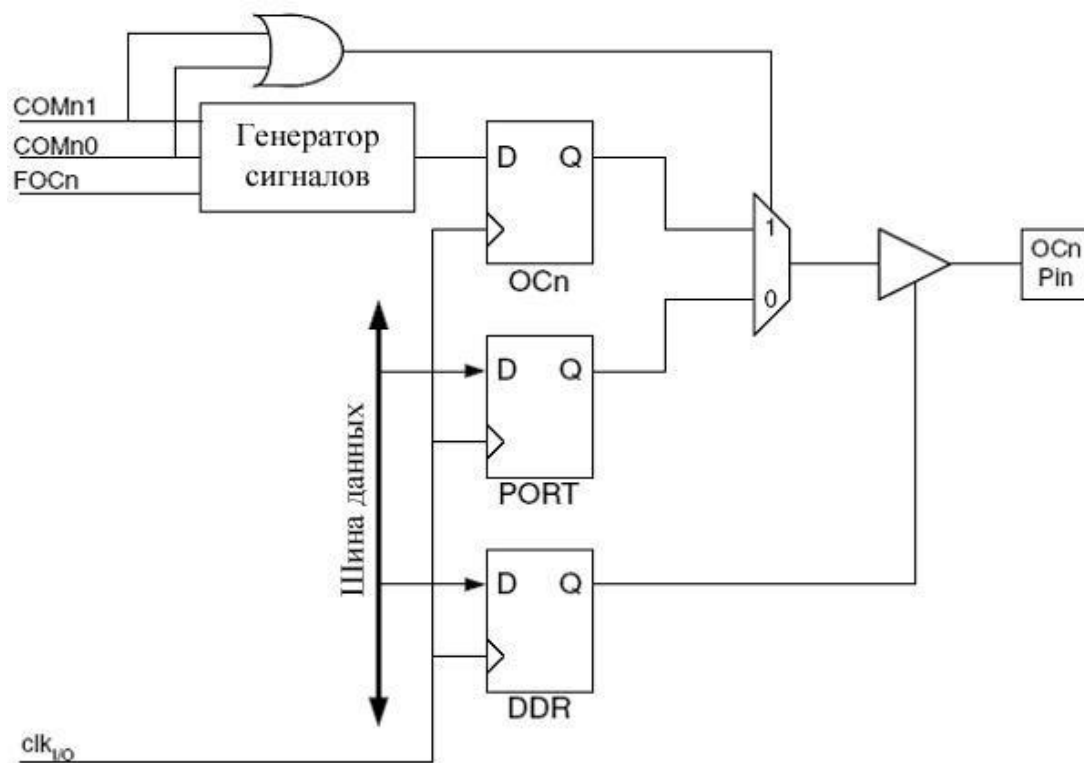 COMn1
COMn0
FOCn
Генератор
сигналов
D Q
OCn
1
0
OCn
Pin
D Q
PORT
Шина данных
D Q
DDR
clkI/O